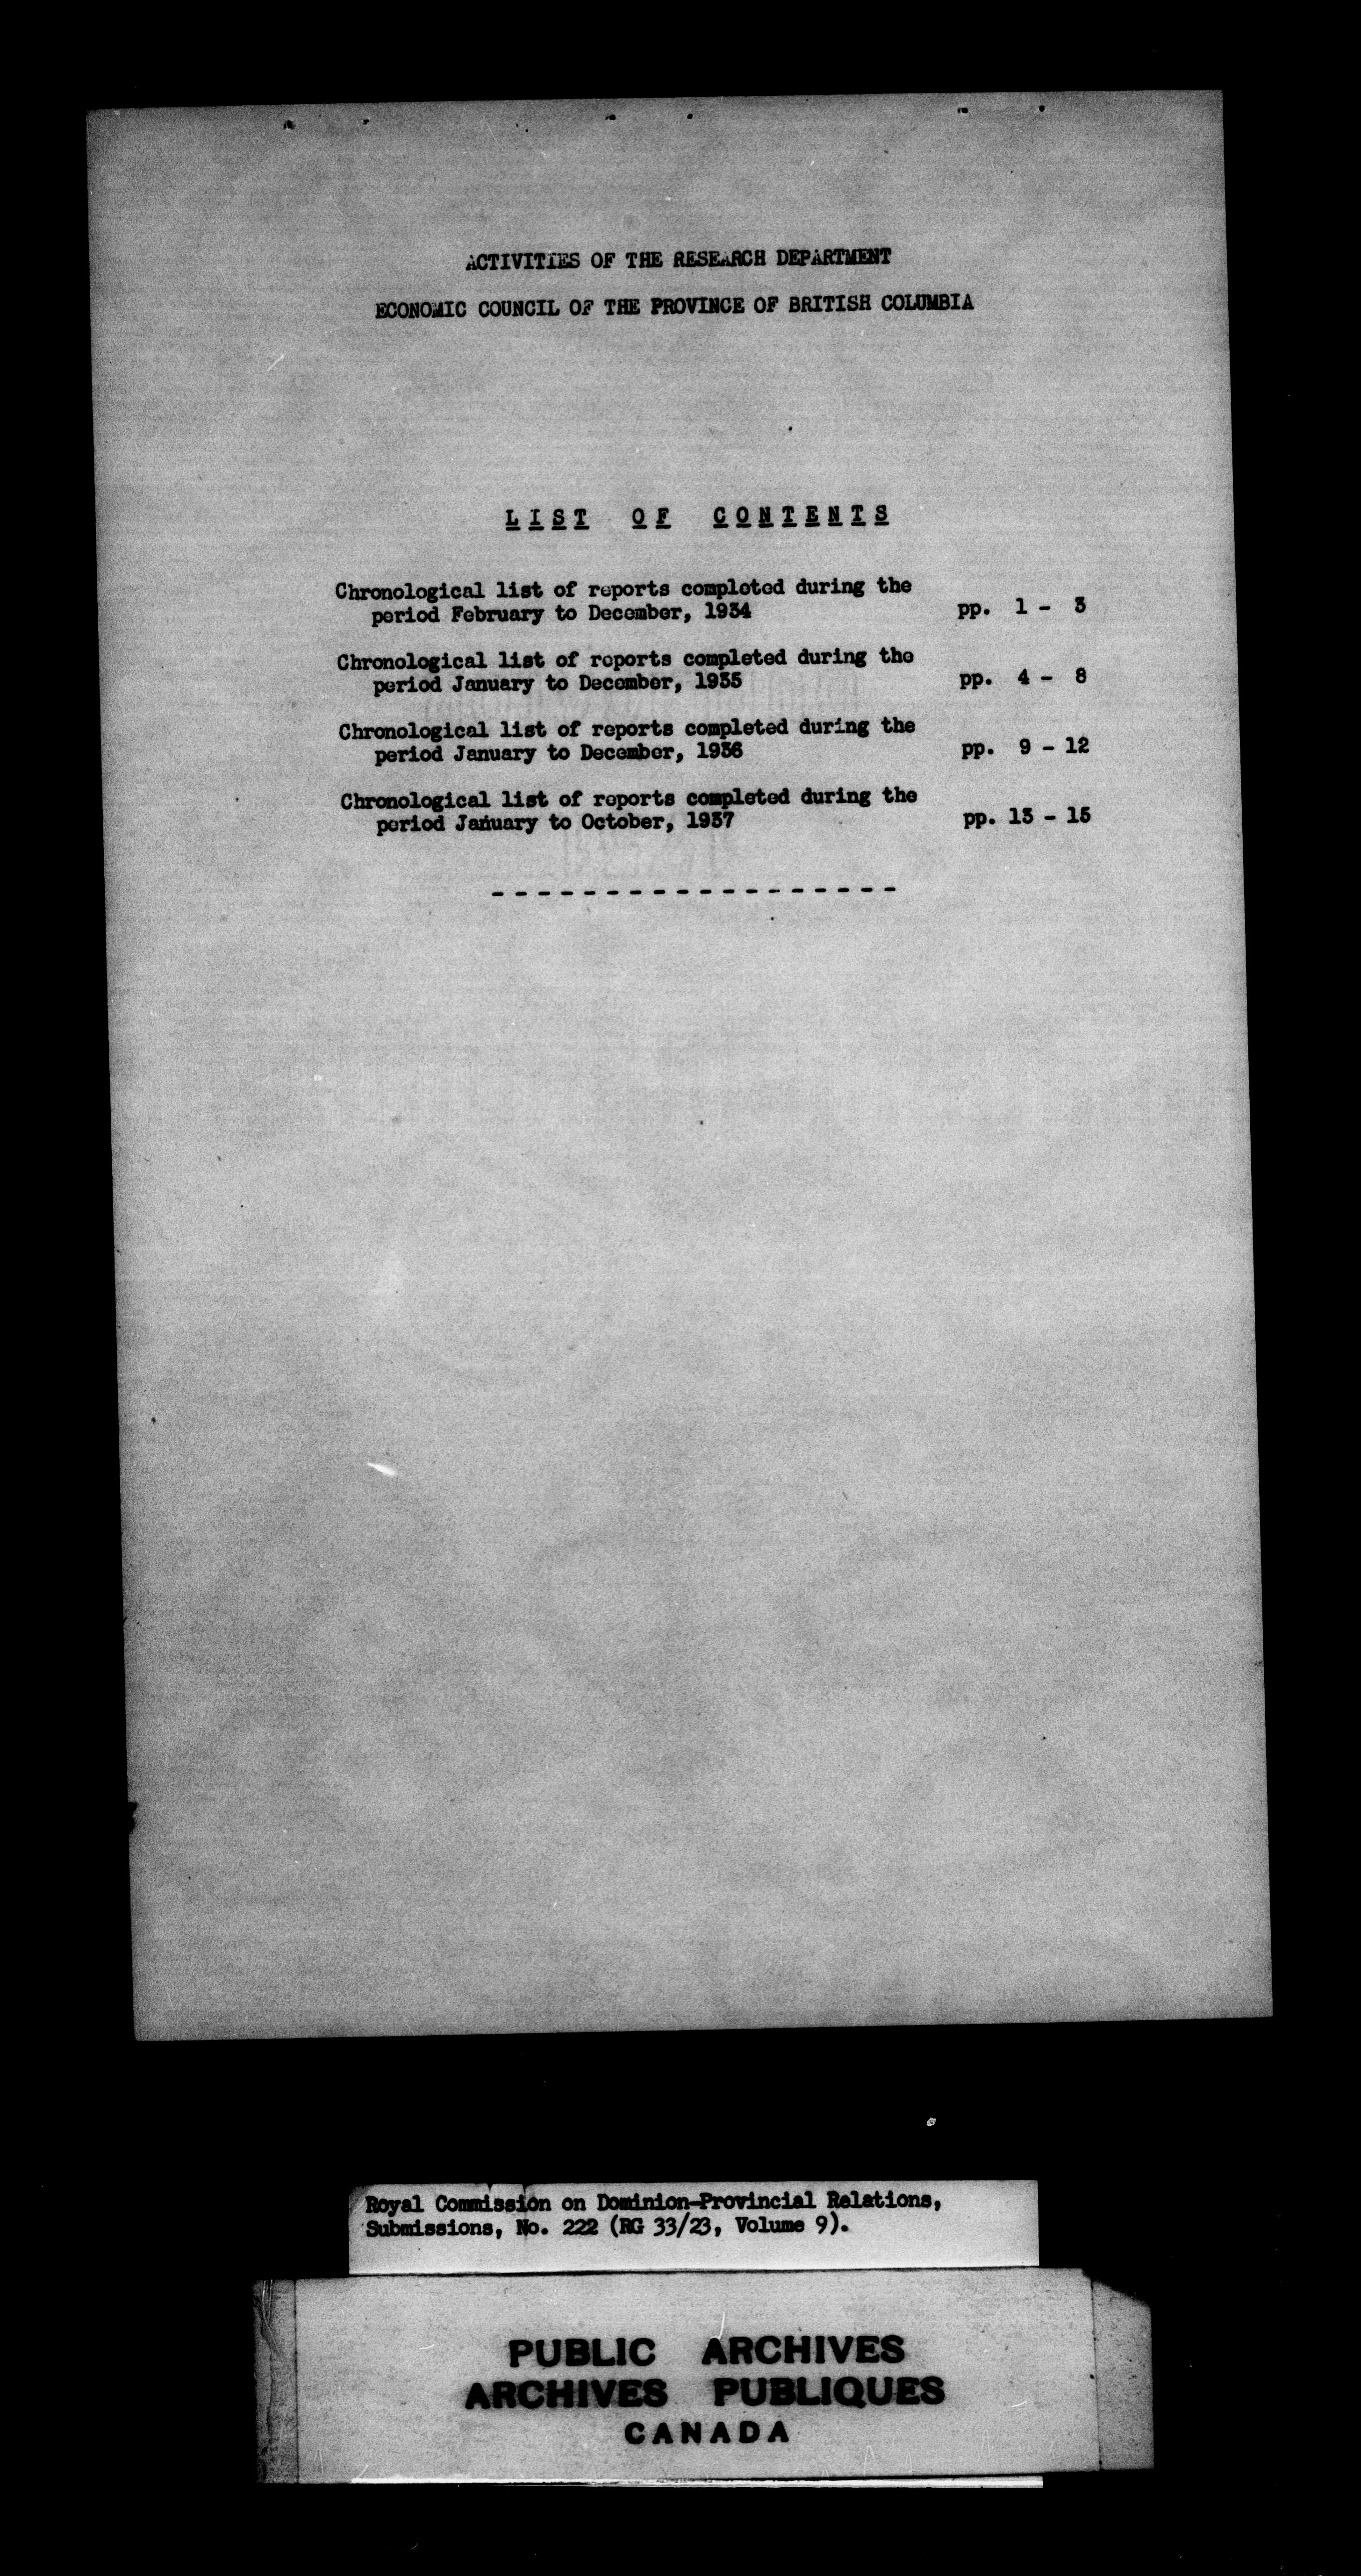 ACTIVITIES OF THE RESEARCH DEPARTMENT
ECONOMIC COUNCIL OF THE PROVINCE OF BRITISH COLUMBIA
LIST OF CONTENTS
Chronological list of reports completed during the
period February to December, 1934 pp. 1 - 3
Chronological list of reports completed during the
period January to December, 1935 pp. 4 - 8
Chronological list of reports completed during the
period January to December, 1936 pp. 9 - 12
Chronological list of reports completed during the
period January to October, 1937 pp. 13 - 15
Royal Commission on Dominion-Provincial Relations,
Submissions, No. 222 (RG 33/23, Volume 9).
PUBLIC ARCHIVES
ARCHIVES PUBLIQUES
CANADA